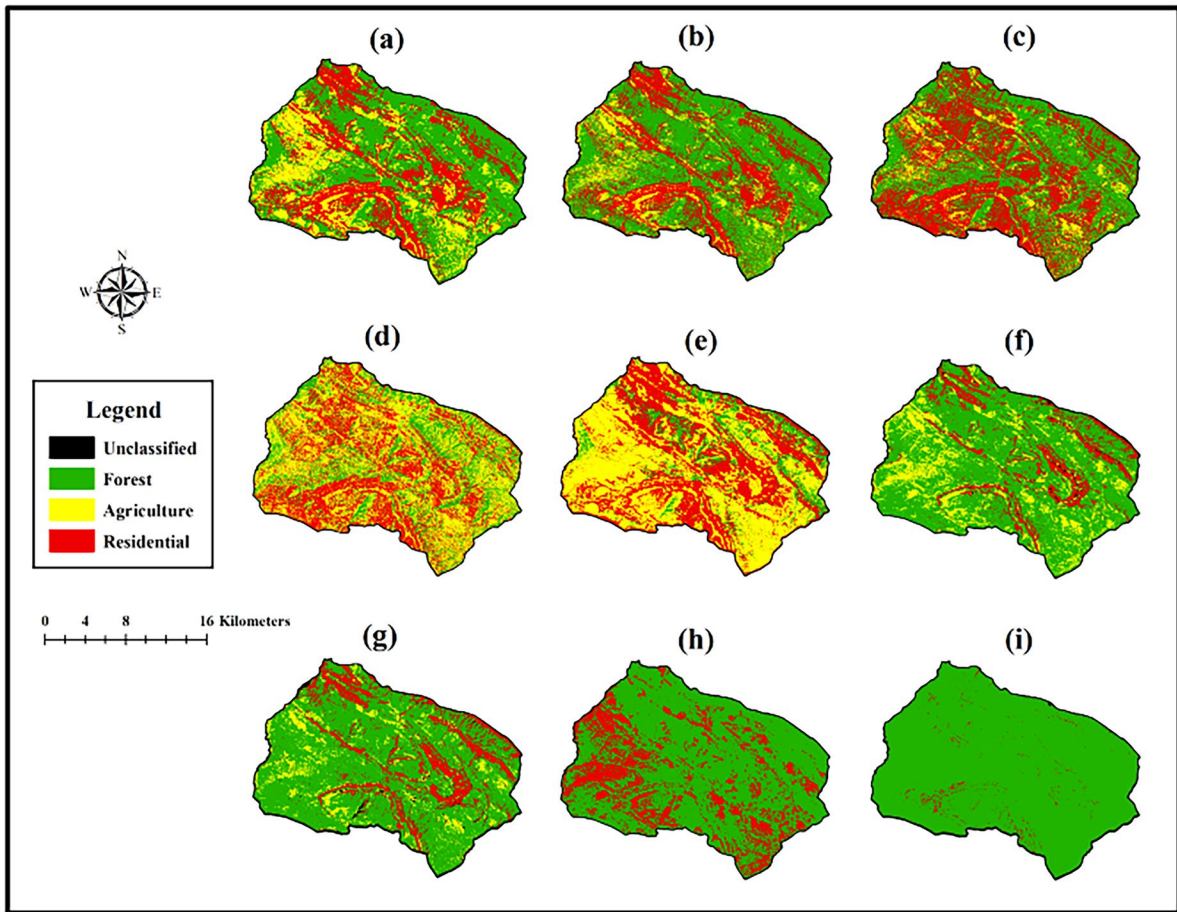 (a)
(b)
(c)
N
W E
S
(d)
(e)
(f)
Legend
Unclassified
Forest
Agriculture
Residential
0 4 8 16 Kilometers
(g)
(h)
(i)